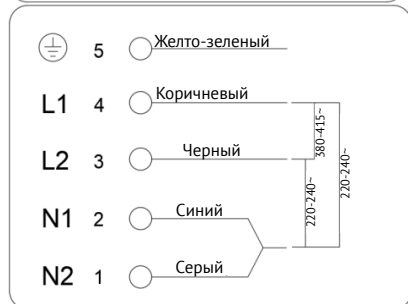 5 Желто-зеленый
L1 4 Коричневый
L2 3 Черный
N1 2 Синий
N2 1 Серый
380-415~
220-240~
220-240~